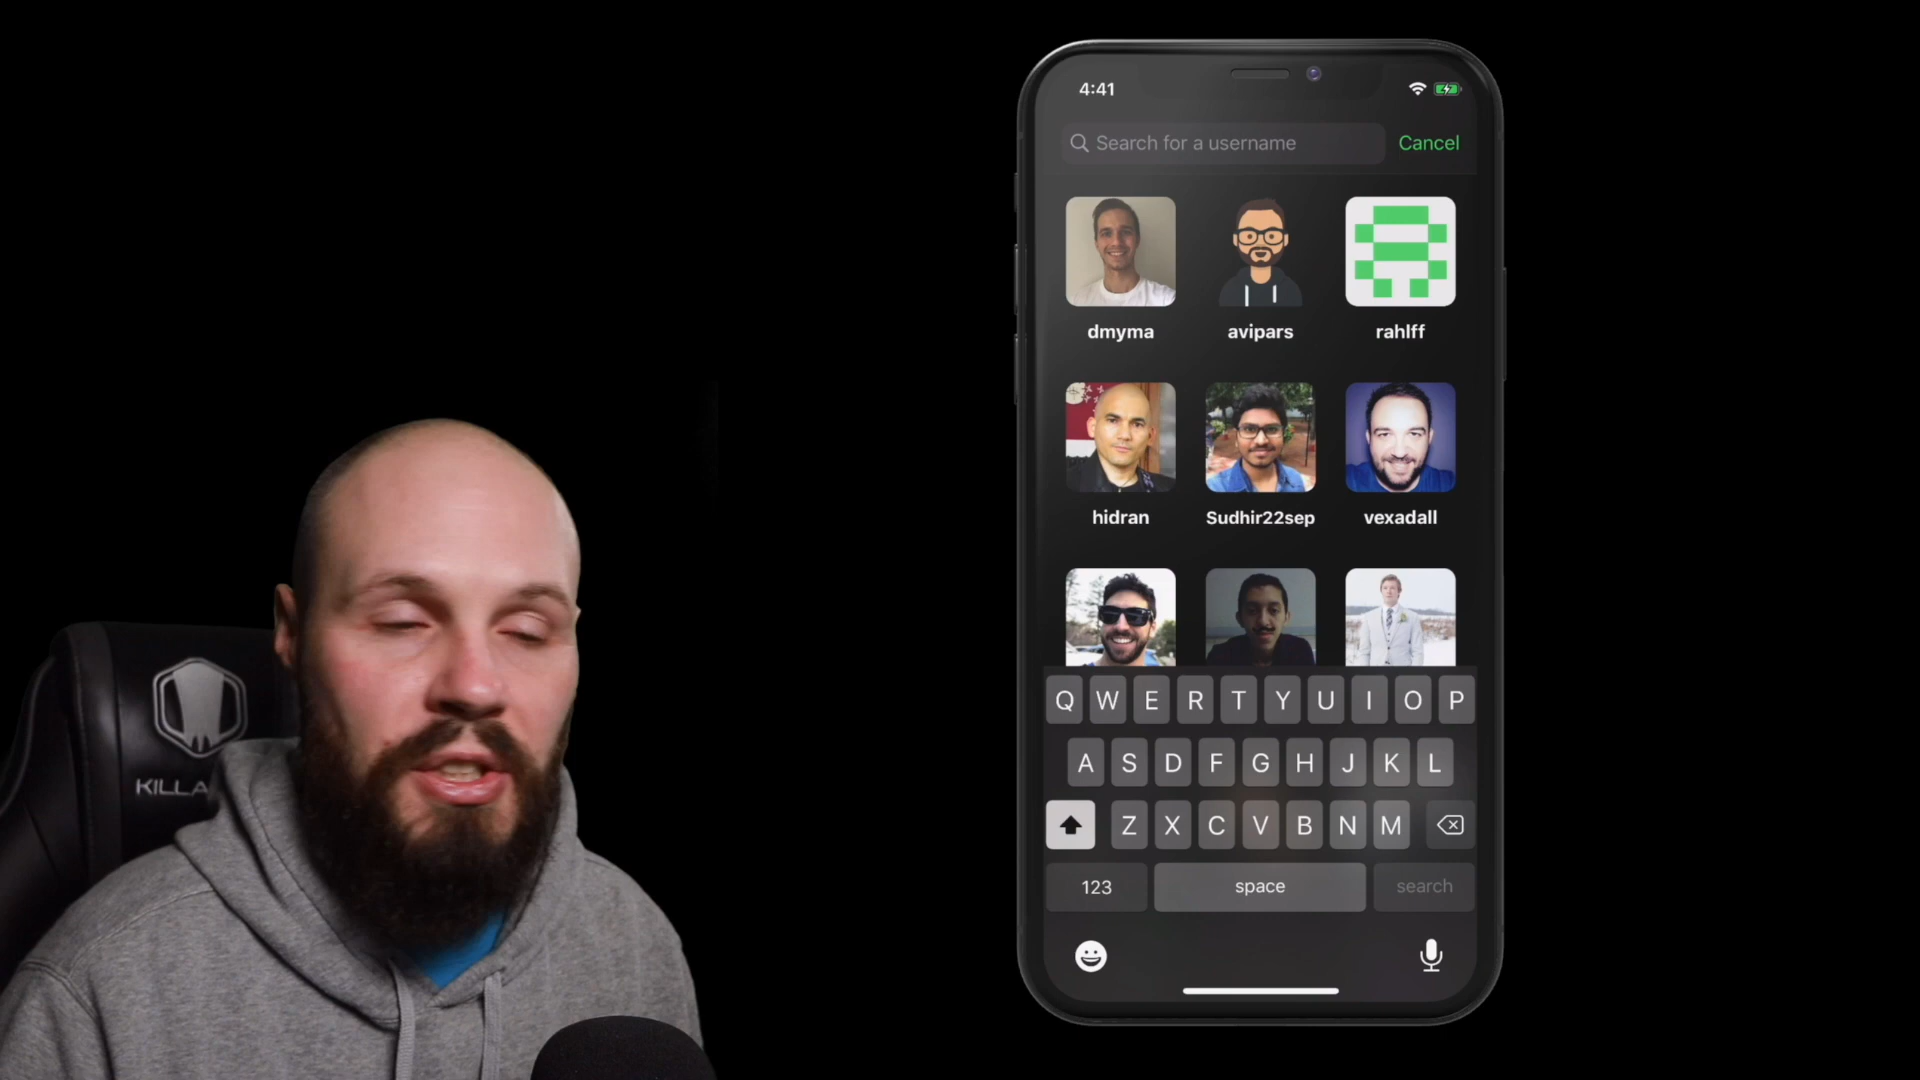 4:41
Search for a username
Cancel
dmyma
avipars
rahlff
hidran
Sudhir22sep
vexadall
Q W E R T Y U I O P
A S D F G H J K L
Z X C V B N M
123
space
search
KILLA